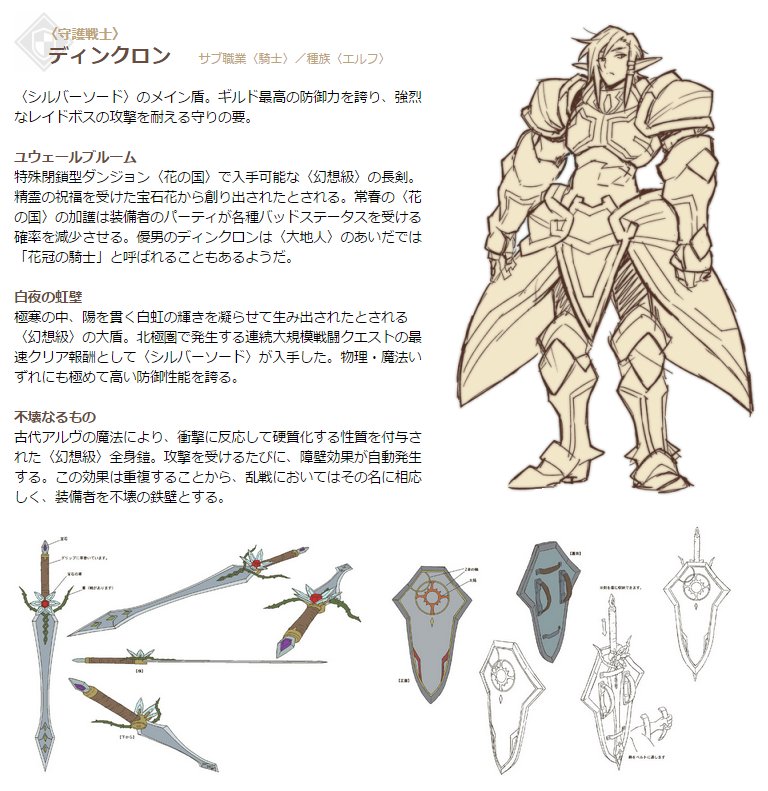 〈守護戦士〉
ディンクロン サブ職業〈騎士〉／種族〈エルフ〉
〈シルバーソード〉のメイン盾。ギルド最高の防御力を誇り、強烈
なレイドボスの攻撃を耐える守りの要。
ユウェールブルーム
特殊閉鎖型ダンジョン〈花の国〉で入手可能な〈幻想級〉の長剣。
精霊の祝福を受けた宝石花から創り出されたとされる。常春の〈花
の国〉の加護は装備者のパーティが各種バッドステータスを受ける
確率を減少させる。優男のディンクロンは〈大地人〉のあいだでは
「花冠の騎士」と呼ばれることもあるようだ。
白夜の虹壁
極寒の中、陽を貫く白虹の輝きを凝らせて生み出されたとされる
〈幻想級〉の大盾。北極圏で発生する連続大規模戦闘クエストの最
速クリア報酬として〈シルバーソード〉が入手した。物理・魔法い
ずれにも極めて高い防御性能を誇る。
不壊なるもの
古代アルヴの魔法により、衝撃に反応して硬質化する性質を付与さ
れた〈幻想級〉全身鎧。攻撃を受けるたびに、障壁効果が自動発生
する。この効果は重複することから、乱戦においてはその名に相応
しく、装備者を不壊の鉄壁とする。
宝石
グリップに革巻いています。
宝石の蕾
【横】
【下から】
【正面】
【裏面】